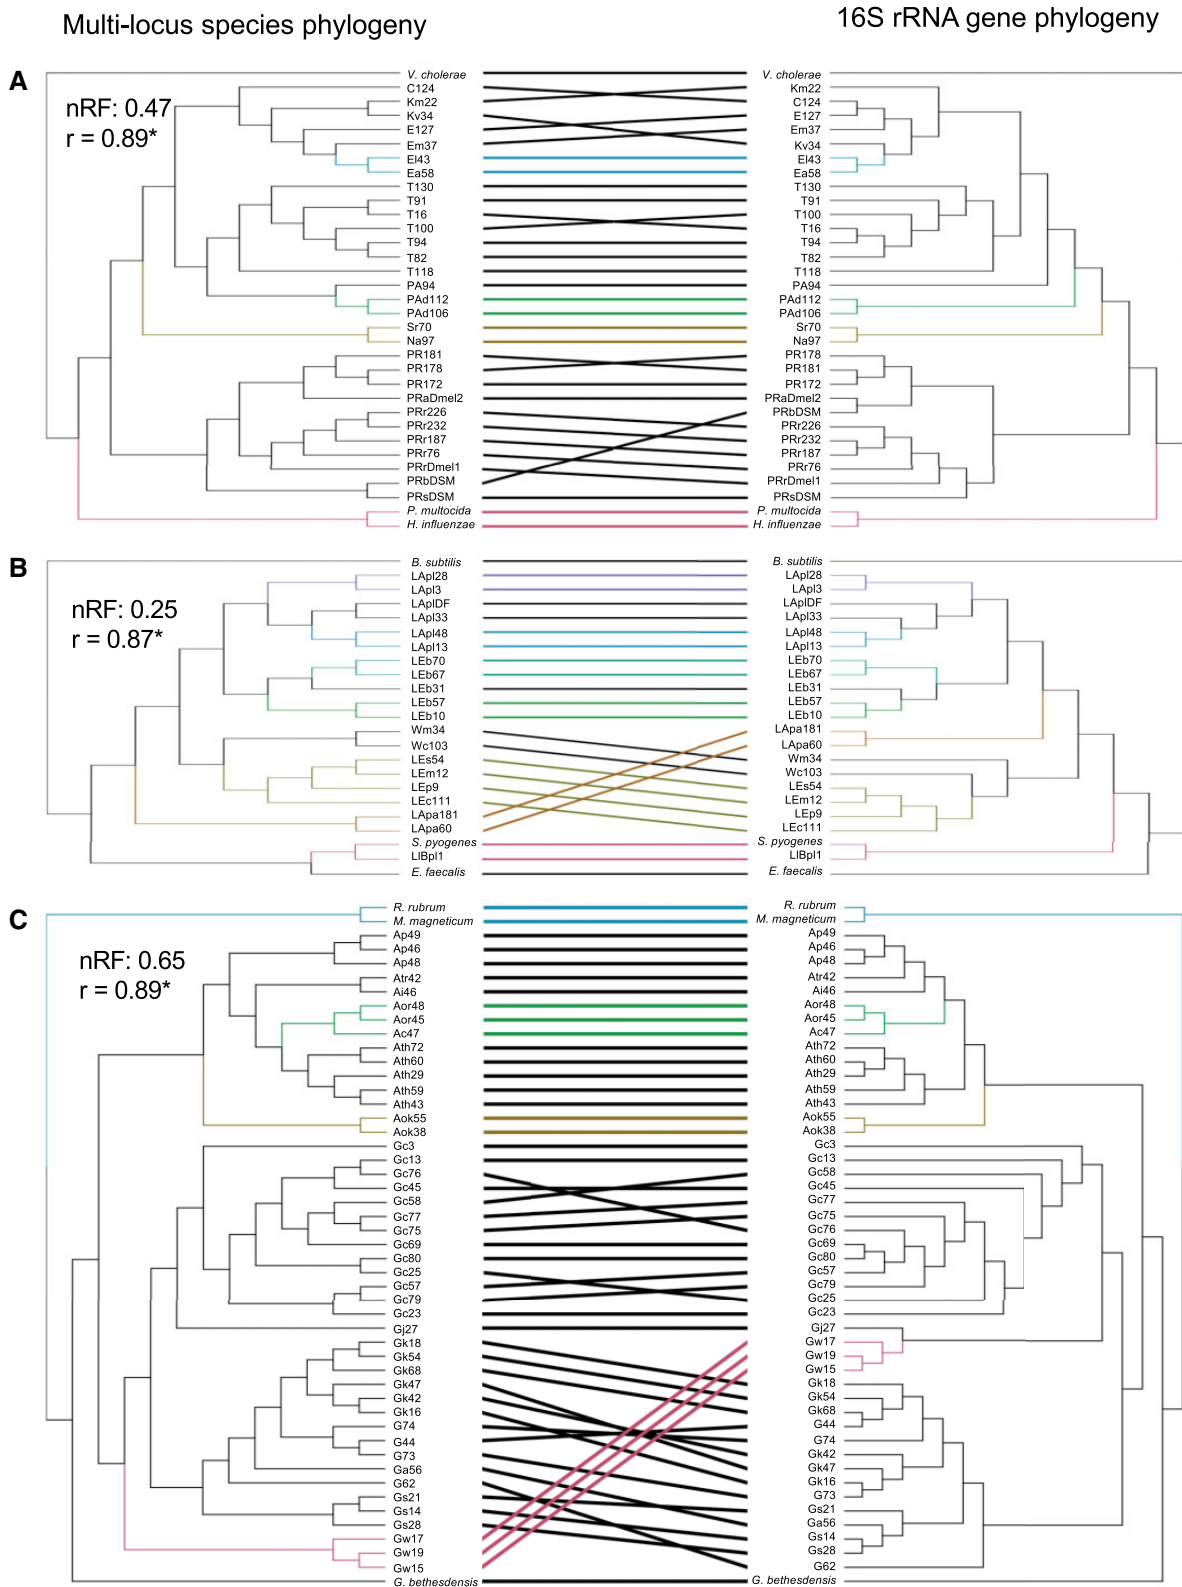 Multi-locus species phylogeny
16S rRNA gene phylogeny
A
nRF: 0.47
r = 0.89*
V. cholerae
C124
Km22
Kv34
E127
Em37
El43
Ea58
T130
T91
T16
T100
T94
T82
T118
PA94
PAd112
PAd106
Sr70
Na97
PR181
PR178
PR172
PRaDmel2
PRr226
PRr232
PRr187
PRr76
PRrDmel1
PRbDSM
PRsDSM
P. multocida
H. influenzae
V. cholerae
Km22
C124
E127
Em37
Kv34
El43
Ea58
T130
T91
T100
T16
T94
T82
T118
PA94
PAd112
PAd106
Sr70
Na97
PR178
PR181
PR172
PRaDmel2
PRbDSM
PRr226
PRr232
PRr187
PRr76
PRrDmel1
PRsDSM
P. multocida
H. influenzae
B
nRF: 0.25
r = 0.87*
B. subtilis
LApl28
LApl3
LAplDF
LApl33
LApl48
LApl13
LEb70
LEb67
LEb31
LEb57
LEb10
Wm34
Wc103
LEs54
LEm12
LEp9
LEc111
LApa181
LApa60
S. pyogenes
LlBpl1
E. faecalis
B. subtilis
LApl28
LApl3
LAplDF
LApl33
LApl48
LApl13
LEb70
LEb67
LEb31
LEb57
LEb10
LApa181
LApa60
Wm34
Wc103
LEs54
LEm12
LEp9
LEc111
S. pyogenes
LlBpl1
E. faecalis
C
nRF: 0.65
r = 0.89*
R. rubrum
M. magneticum
Ap49
Ap46
Ap48
Atr42
Ai46
Aor48
Aor45
Ac47
Ath72
Ath60
Ath29
Ath59
Ath43
Aok55
Aok38
Gc3
Gc13
Gc76
Gc45
Gc58
Gc77
Gc75
Gc69
Gc80
Gc25
Gc57
Gc79
Gc23
Gj27
Gk18
Gk54
Gk68
Gk47
Gk42
Gk16
G74
G44
G73
Ga56
G62
Gs21
Gs14
Gs28
Gw17
Gw19
Gw15
G. bethesdensis
R. rubrum
M. magneticum
Ap49
Ap46
Ap48
Atr42
Ai46
Aor48
Aor45
Ac47
Ath72
Ath60
Ath29
Ath59
Ath43
Aok55
Aok38
Gc3
Gc13
Gc58
Gc45
Gc77
Gc75
Gc76
Gc69
Gc80
Gc57
Gc79
Gc25
Gc23
Gj27
Gw17
Gw19
Gw15
Gk18
Gk54
Gk68
G44
G74
Gk42
Gk47
Gk16
G73
Gs21
Ga56
Gs14
Gs28
G62
G. bethesdensis